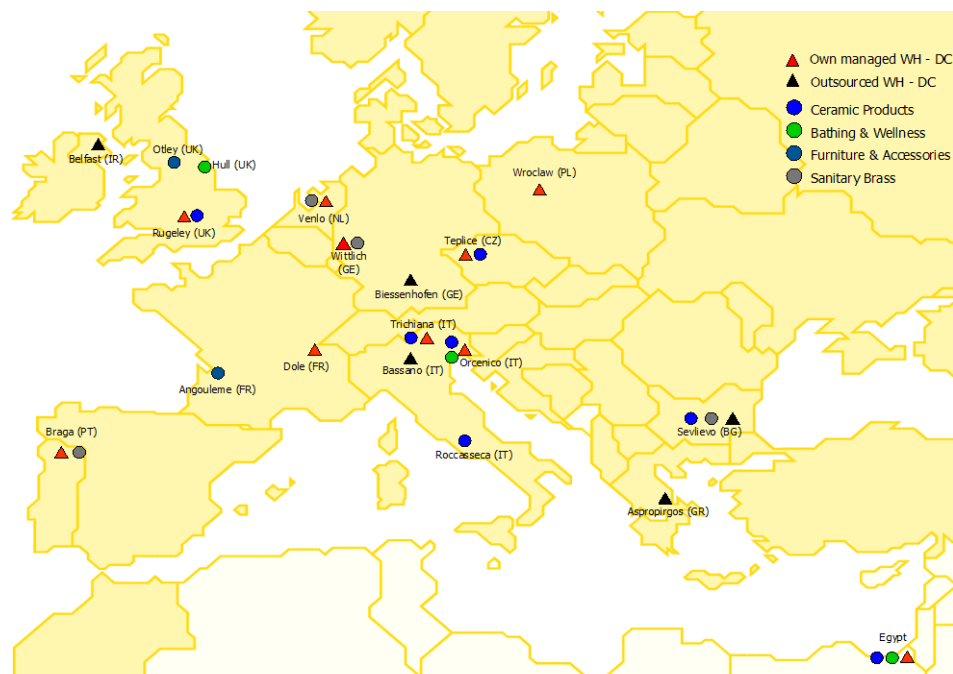 Own managed WH - DC
Outsourced WH - DC
Ceramic Products
Bathing & Wellness
Furniture & Accessories
Sanitary Brass
Otley (UK)
Belfast (IR)
Hull (UK)
Wroclaw (PL)
Venlo (NL)
Rugeley (UK)
Teplice (CZ)
Wittlich
(GE)
Biessenhofen (GE)
Trichiana (IT)
Orcenico (IT)
Dole (FR)
Bassano (IT)
Angouleme (FR)
Braga (PT)
Sevlievo (BG)
Roccasseca (IT)
Aspropirgos (GR)
Egypt